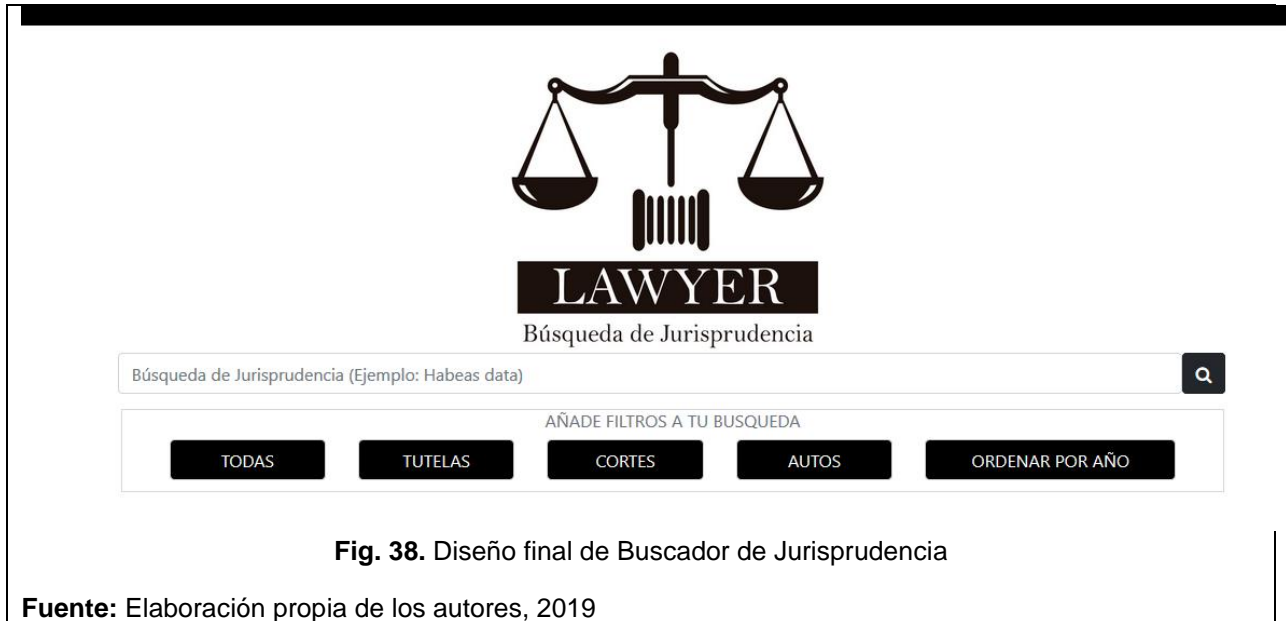 LAWYER
Búsqueda de Jurisprudencia
Búsqueda de Jurisprudencia (Ejemplo: Habeas data)
AÑADE FILTROS A TU BUSQUEDA
TODAS TUTELAS CORTES AUTOS ORDENAR POR AÑO
Fig. 38. Diseño final de Buscador de Jurisprudencia
Fuente: Elaboración propia de los autores, 2019